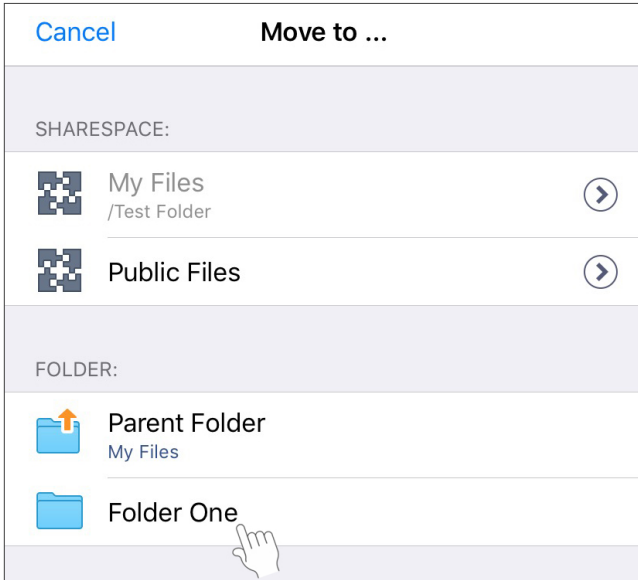 Cancel
Move to ...
SHARESPACE:
My Files
/Test Folder
Public Files
FOLDER:
Parent Folder
My Files
Folder One